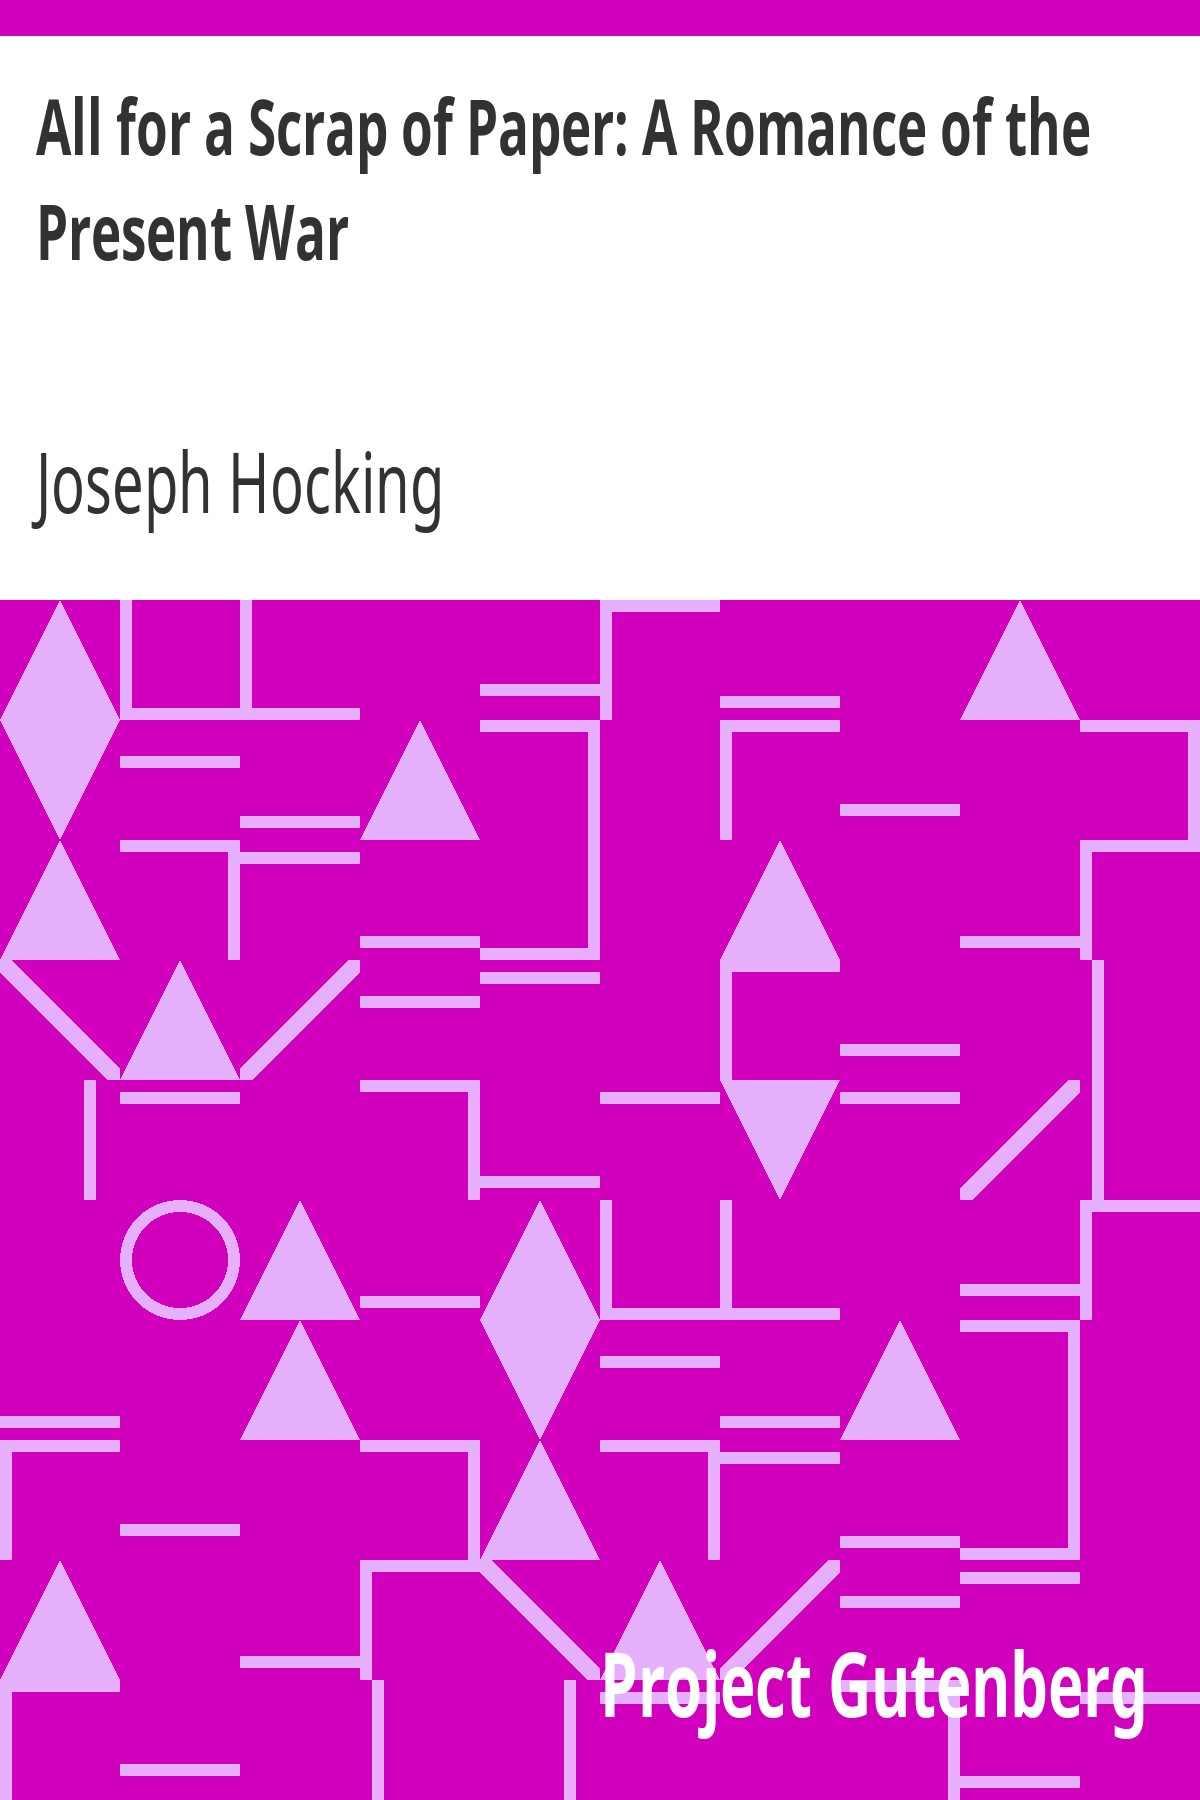 All for a Scrap of Paper: A Romance of the
Present War
Joseph Hocking
Project Gutenberg